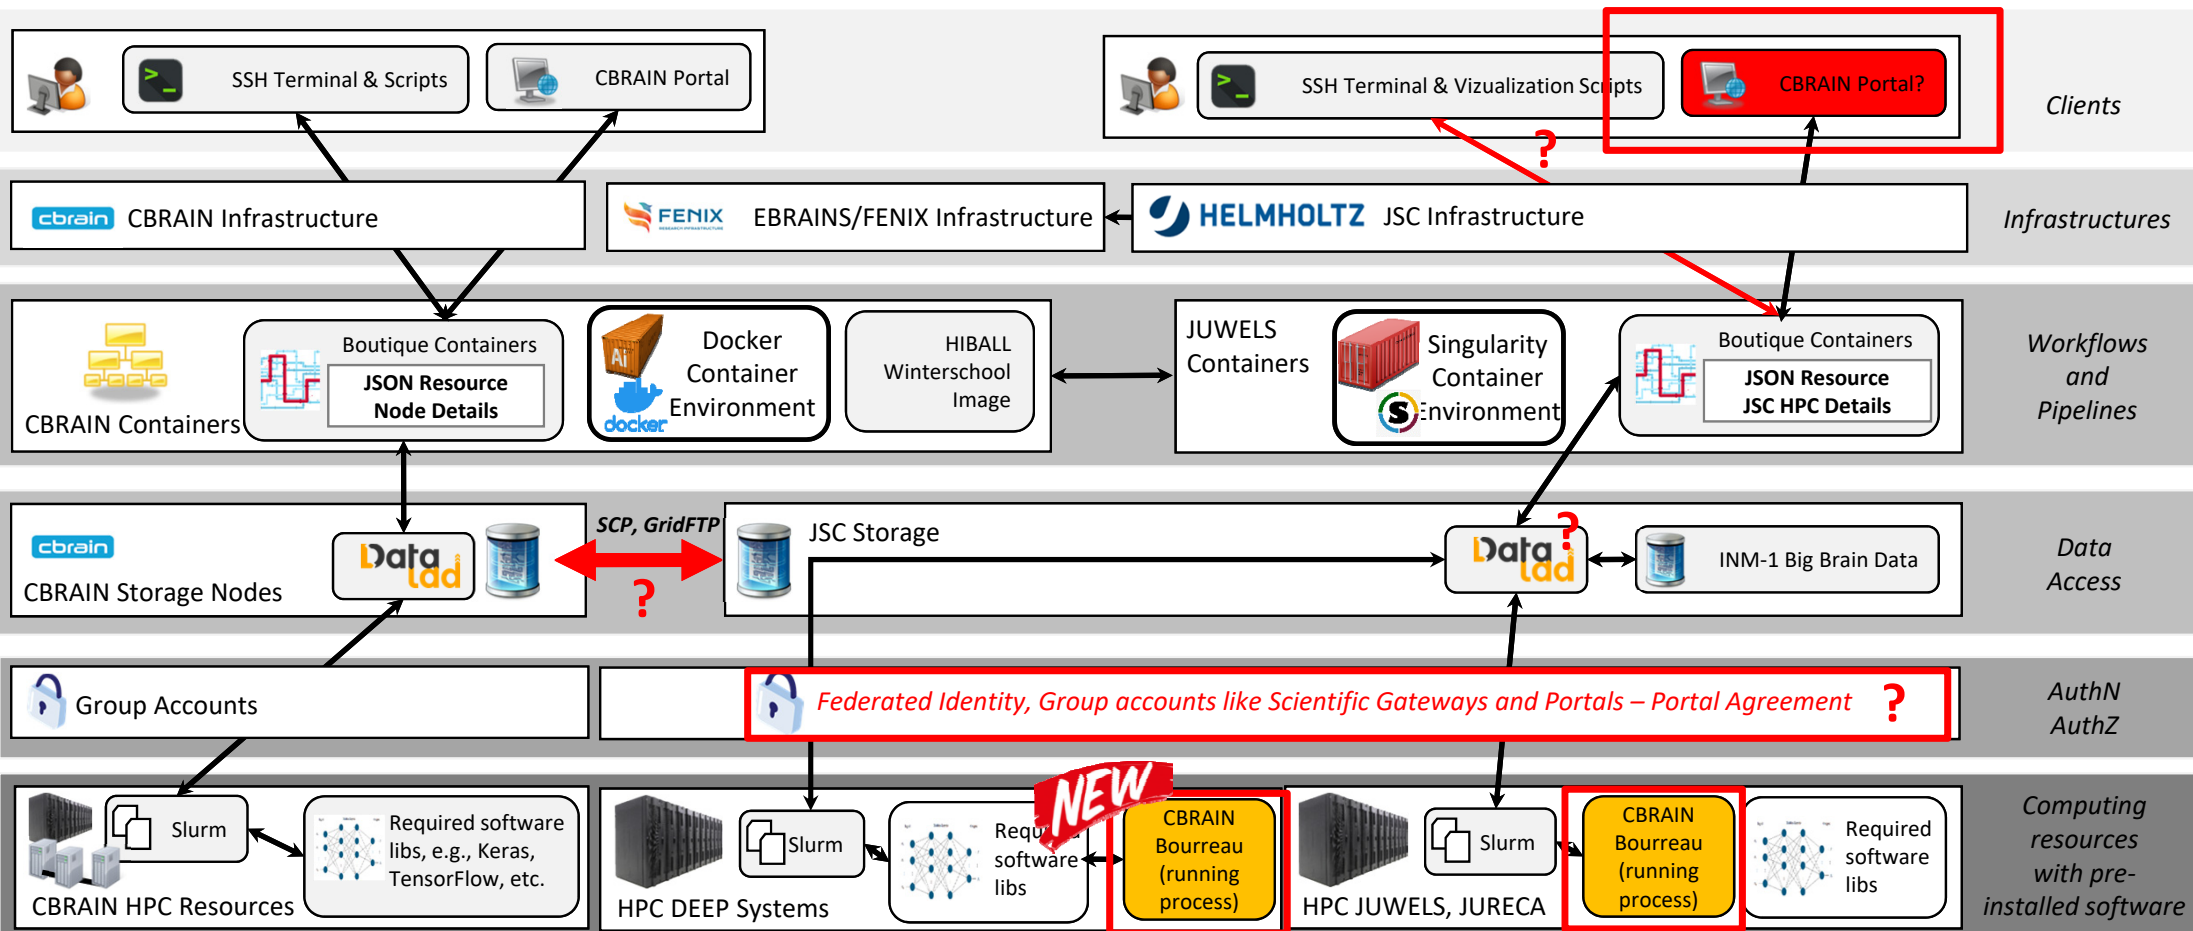 SSH Terminal & Scripts
CBRAIN Portal
SSH Terminal & Vizualization Scripts
CBRAIN Portal?
Clients
?
cbrain
CBRAIN Infrastructure
FENIX
RESEARCH INFRASTRUCTURE
EBRAINS/FENIX Infrastructure
HELMHOLTZ
JSC Infrastructure
Infrastructures
CBRAIN Containers
Boutique Containers
JSON Resource
Node Details
Ai
docker
Docker
Container
Environment
HIBALL
Winterschool
Image
JUWELS
Containers
S
Singularity
Container
Environment
Boutique Containers
JSON Resource
JSC HPC Details
Workflows
and
Pipelines
cbrain
CBRAIN Storage Nodes
Data
lad
SCP, GridFTP
?
JSC Storage
Data
lad
?
INM-1 Big Brain Data
Data
Access
Group Accounts
Federated Identity, Group accounts like Scientific Gateways and Portals – Portal Agreement
?
AuthN
AuthZ
CBRAIN HPC Resources
Slurm
Required software
libs, e.g., Keras,
TensorFlow, etc.
HPC DEEP Systems
Slurm
Required
software
libs
NEW
CBRAIN
Bourreau
(running
process)
HPC JUWELS, JURECA
Slurm
CBRAIN
Bourreau
(running
process)
Required
software
libs
Computing
resources
with pre-
installed software